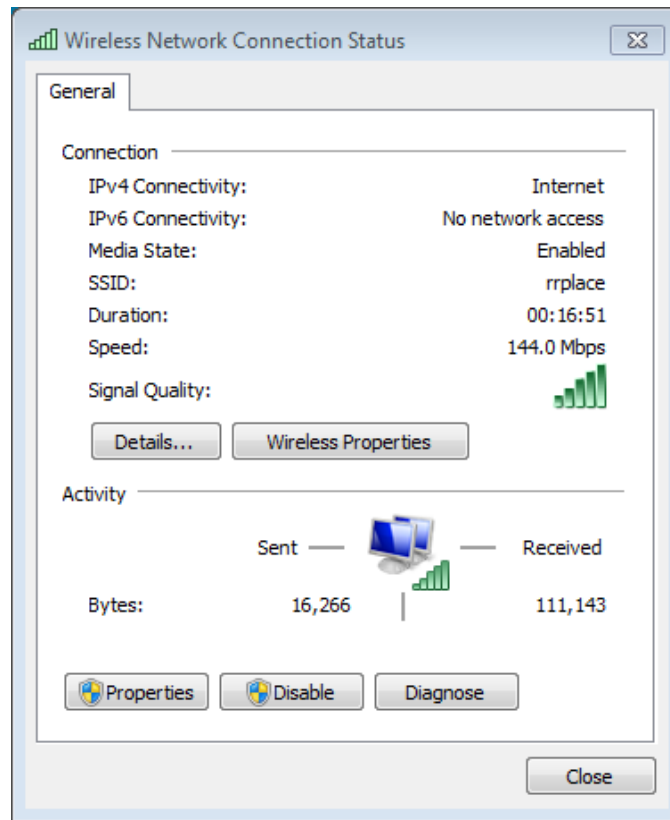 Wireless Network Connection Status
General
Connection
IPv4 Connectivity: Internet
IPv6 Connectivity: No network access
Media State: Enabled
SSID: rrplace
Duration: 00:16:51
Speed: 144.0 Mbps
Signal Quality:
Details... Wireless Properties
Activity
Sent Received
Bytes: 16,266 111,143
Properties Disable Diagnose
Close